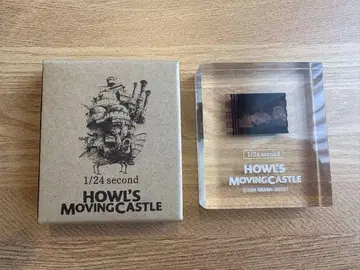 1/24 second
HOWL'S
MOVING CASTLE
1/24 second
HOWL'S
MOVING CASTLE